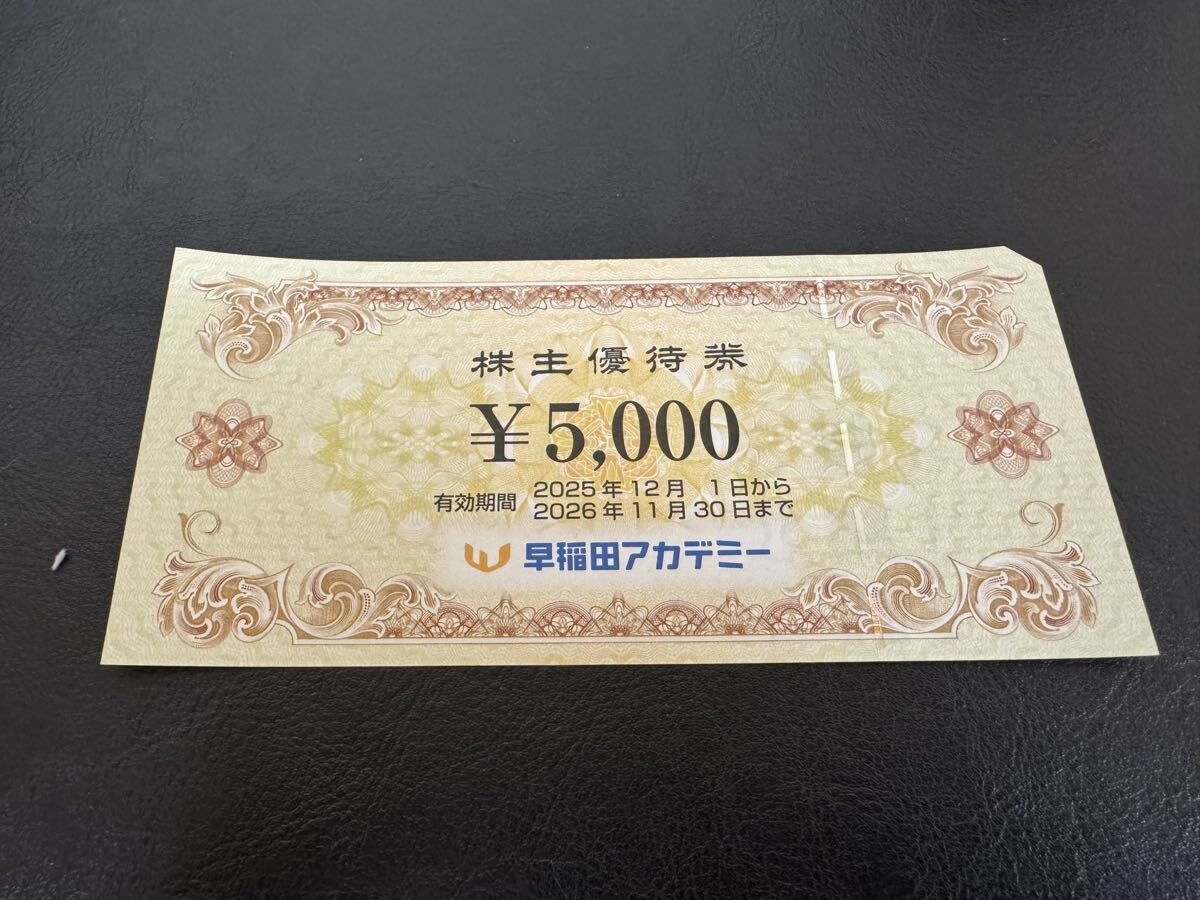 株主優待券
¥5,000
有効期間 2025年12月 1日から
2026年11月30日まで
早稲田アカデミー